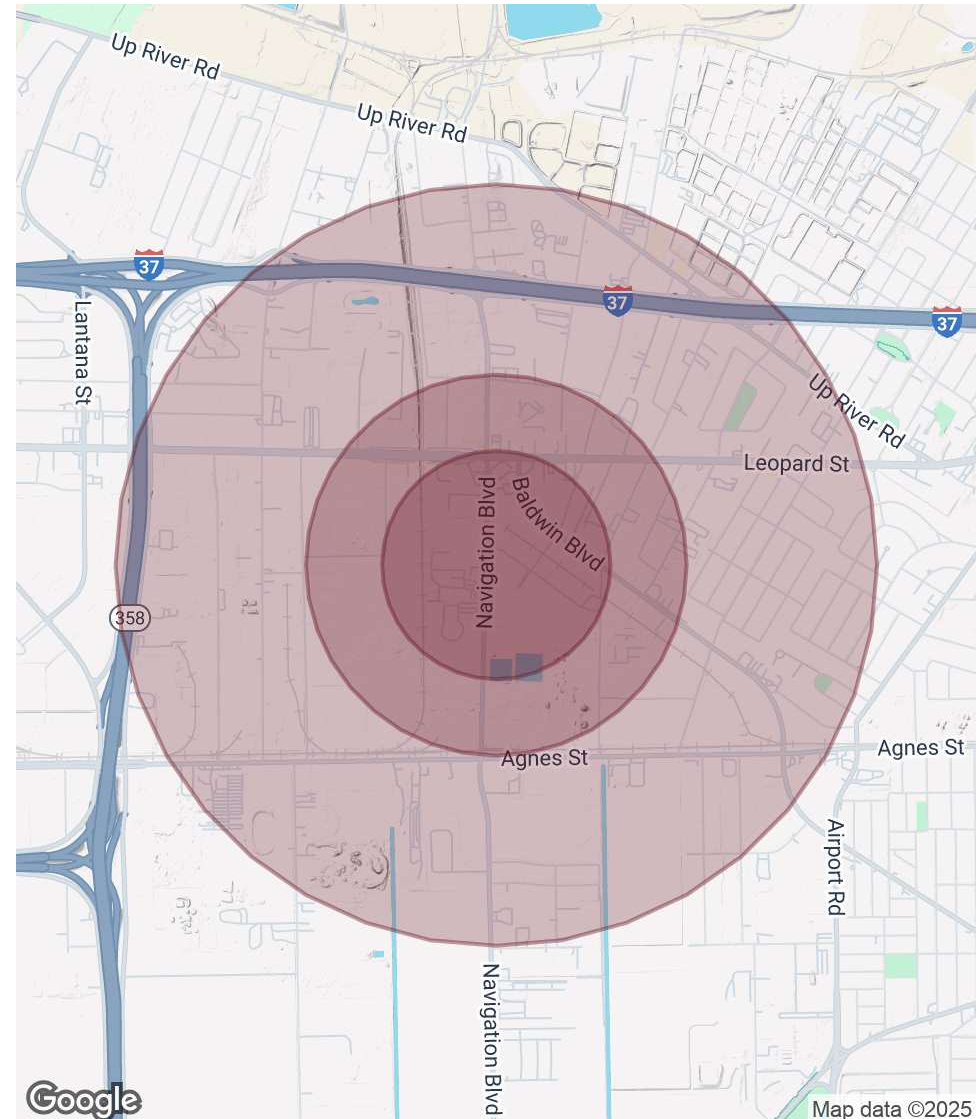 Up River Rd
Up River Rd
37
37
37
Lantana St
Up River Rd
Leopard St
Navigation Blvd
Baldwin Blvd
358
Agnes St
Agnes St
Airport Rd
Navigation Blvd
Google
Map data ©2025